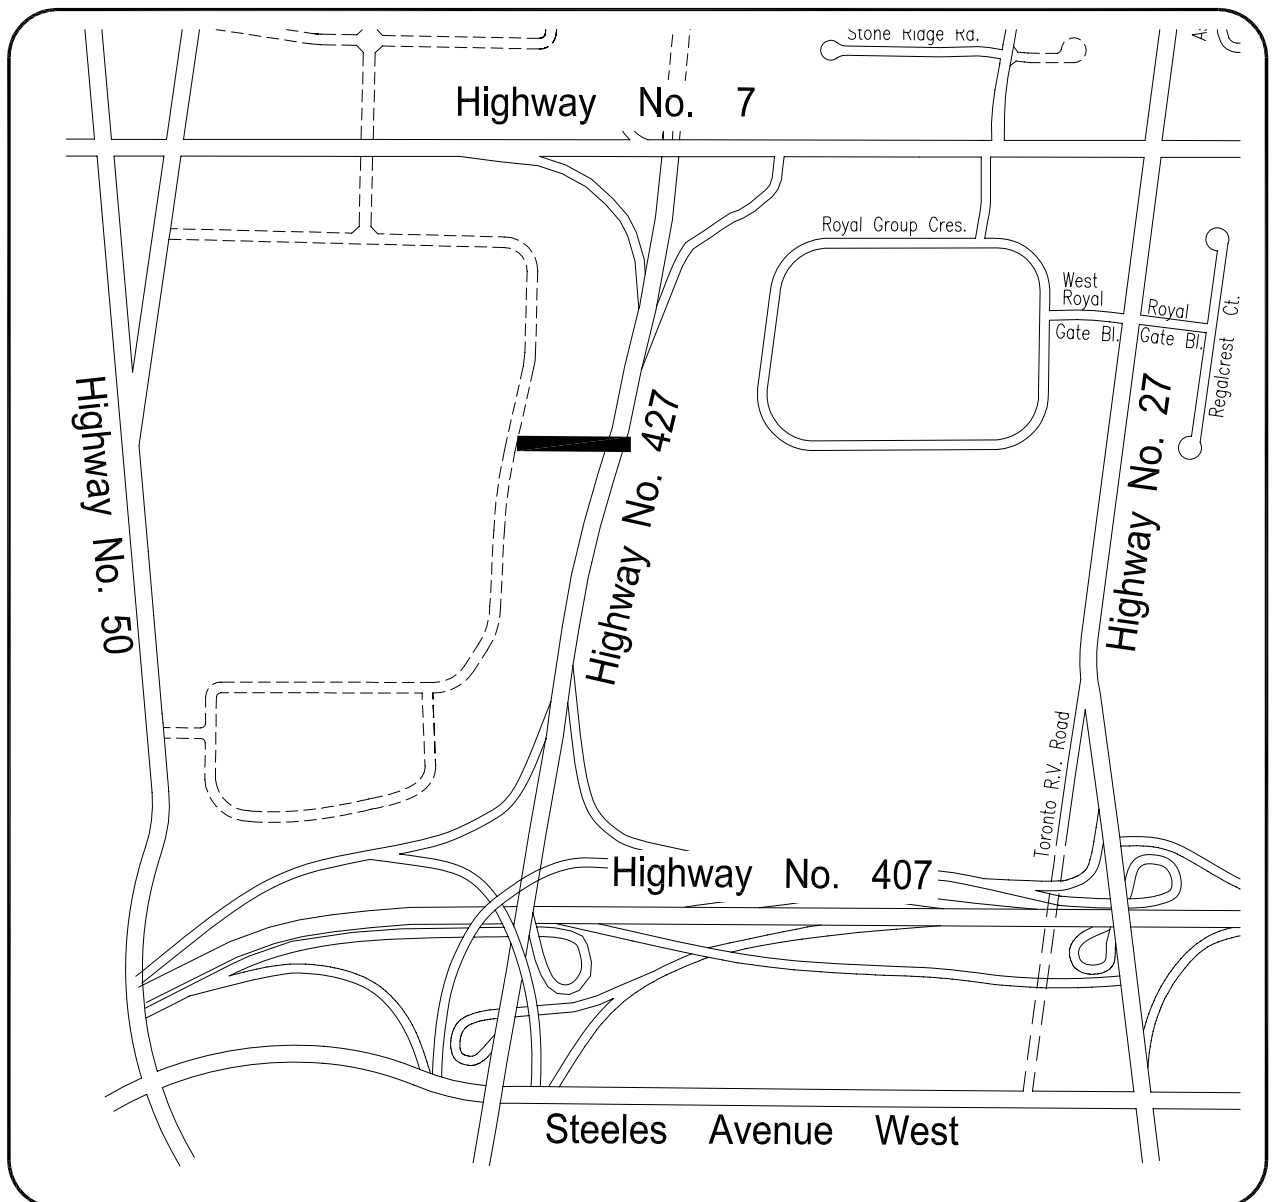 Stone Ridge Rd.
Highway No. 7
Royal Group Cres.
West
Royal
Gate Bl.
Royal
Gate Bl.
Regalcrest Ct.
Highway No. 50
Highway No. 427
Highway No. 27
Toronto R.V. Road
Highway No. 407
Steeles Avenue West